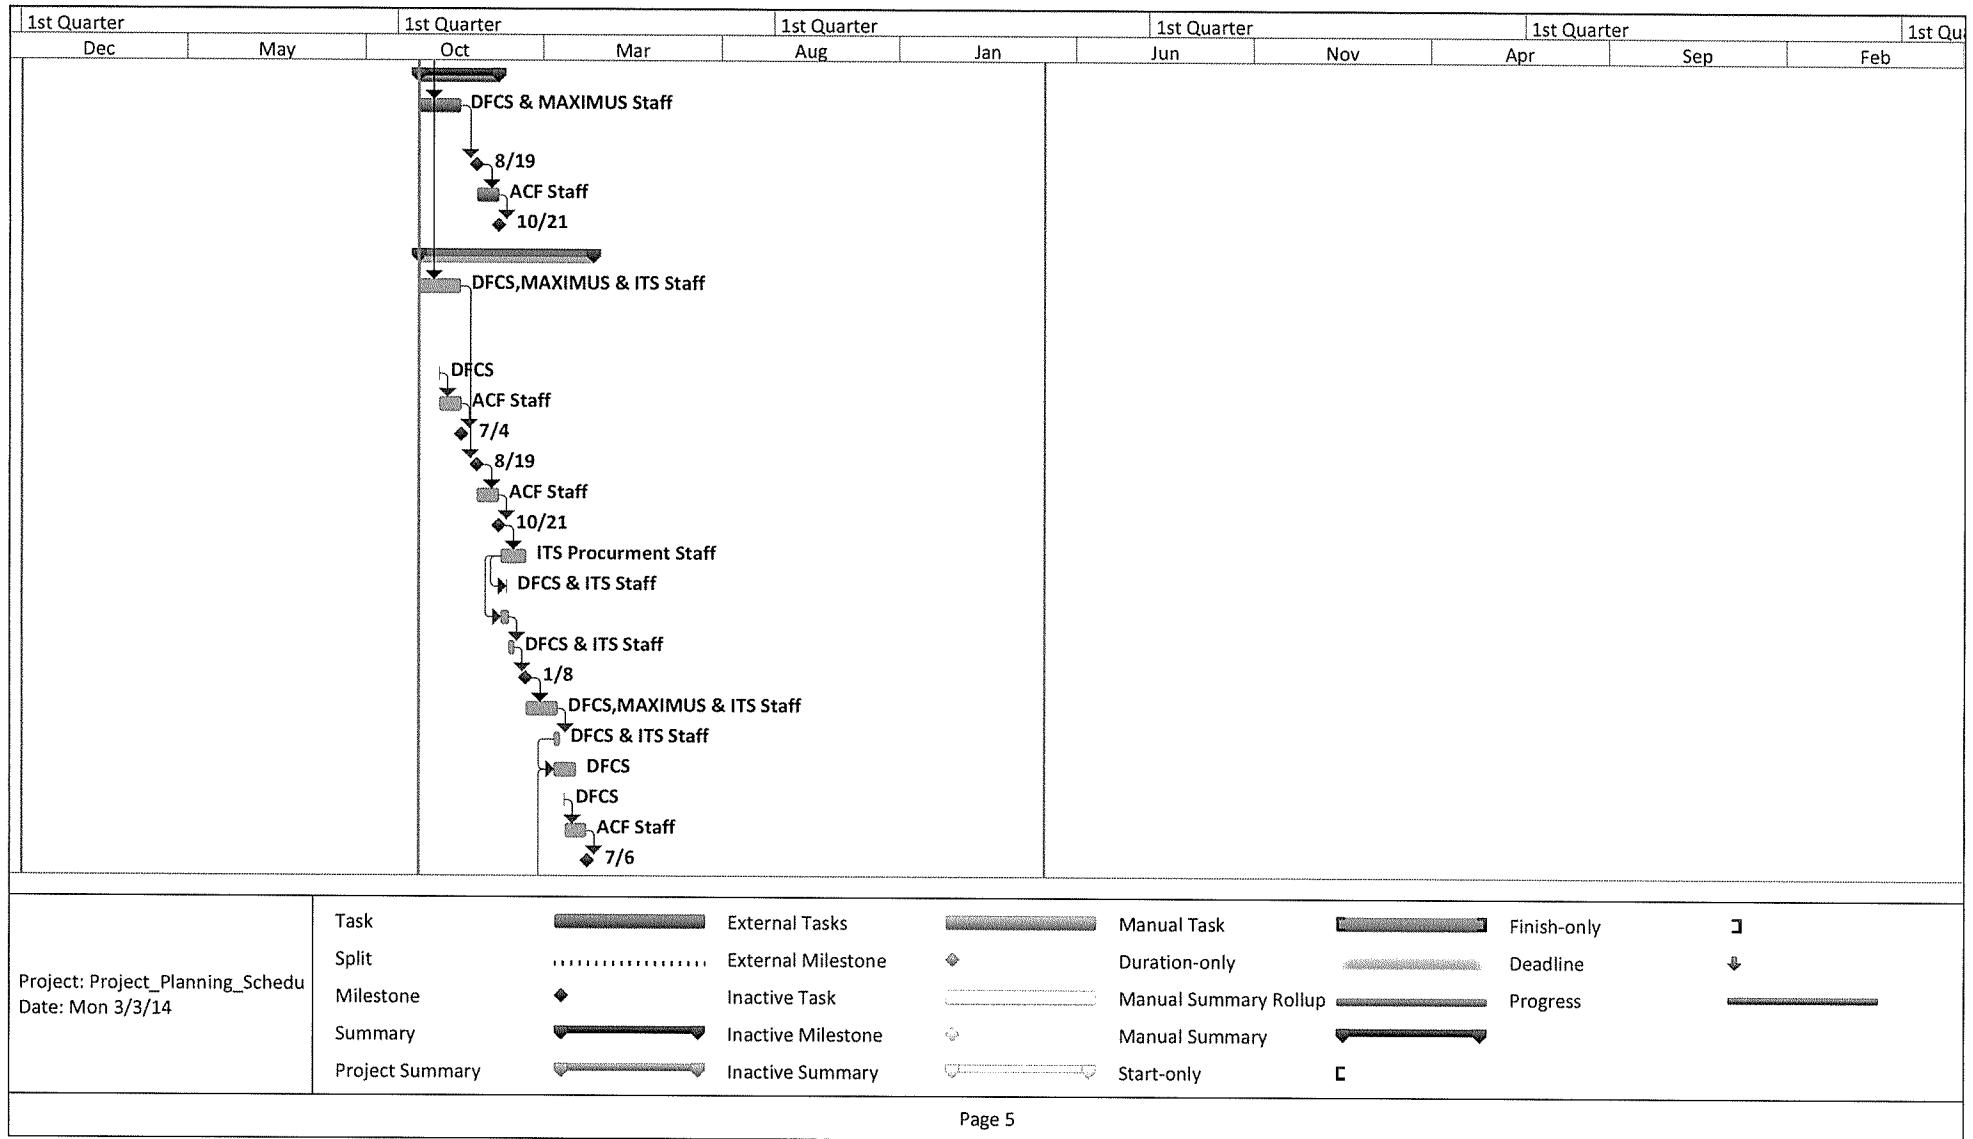 1st Quarter 1st Quarter 1st Quarter 1st Quarter 1st Quarter 1st Qu
Dec May Oct Mar Aug Jan Jun Nov Apr Sep Feb
DFCS & MAXIMUS Staff
8/19
ACF Staff
10/21
DFCS,MAXIMUS & ITS Staff
DFCS
ACF Staff
7/4
8/19
ACF Staff
10/21
ITS Procurment Staff
DFCS & ITS Staff
DFCS & ITS Staff
1/8
DFCS,MAXIMUS & ITS Staff
DFCS & ITS Staff
DFCS
DFCS
ACF Staff
7/6
Project: Project_Planning_Schedu
Date: Mon 3/3/14
Task External Tasks Manual Task Finish-only
Split External Milestone Duration-only Deadline
Milestone Inactive Task Manual Summary Rollup Progress
Summary Inactive Milestone Manual Summary
Project Summary Inactive Summary Start-only
Page 5